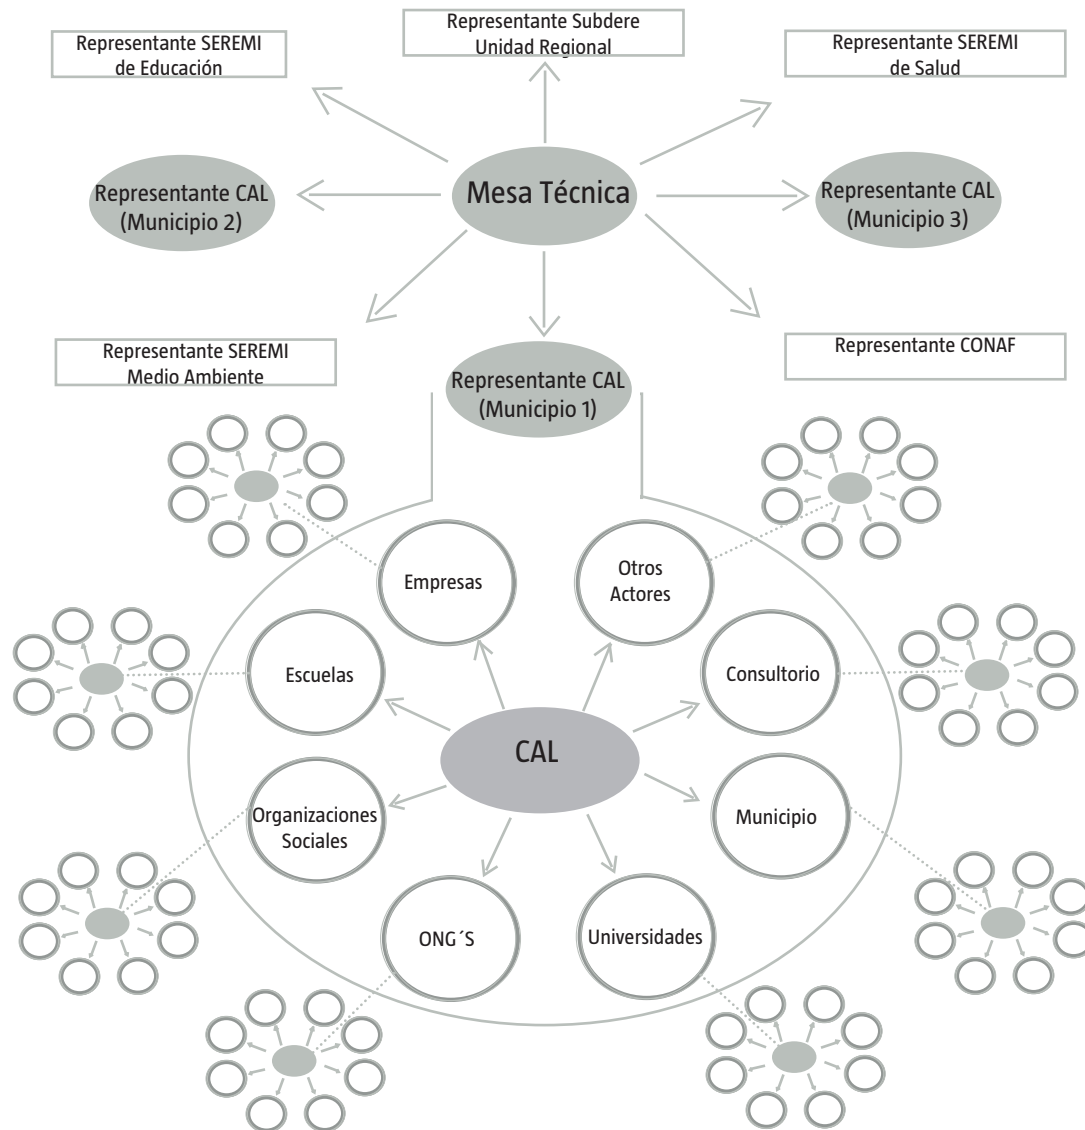 Representante SEREMI
de Educación
Representante Subdere
Unidad Regional
Representante SEREMI
de Salud
Representante CAL
(Municipio 2)
Mesa Técnica
Representante CAL
(Municipio 3)
Representante SEREMI
Medio Ambiente
Representante CAL
(Municipio 1)
Representante CONAF
Empresas
Otros
Actores
Escuelas
Consultorio
CAL
Organizaciones
Sociales
Municipio
ONG´S
Universidades